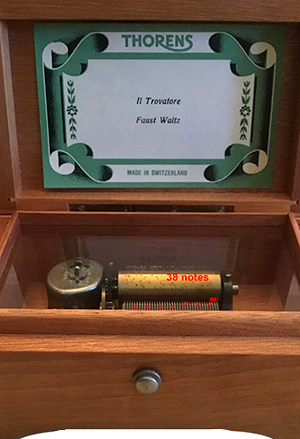 THORENS
Il Trovatore
Faust Waltz
MADE IN SWITZERLAND
38 notes